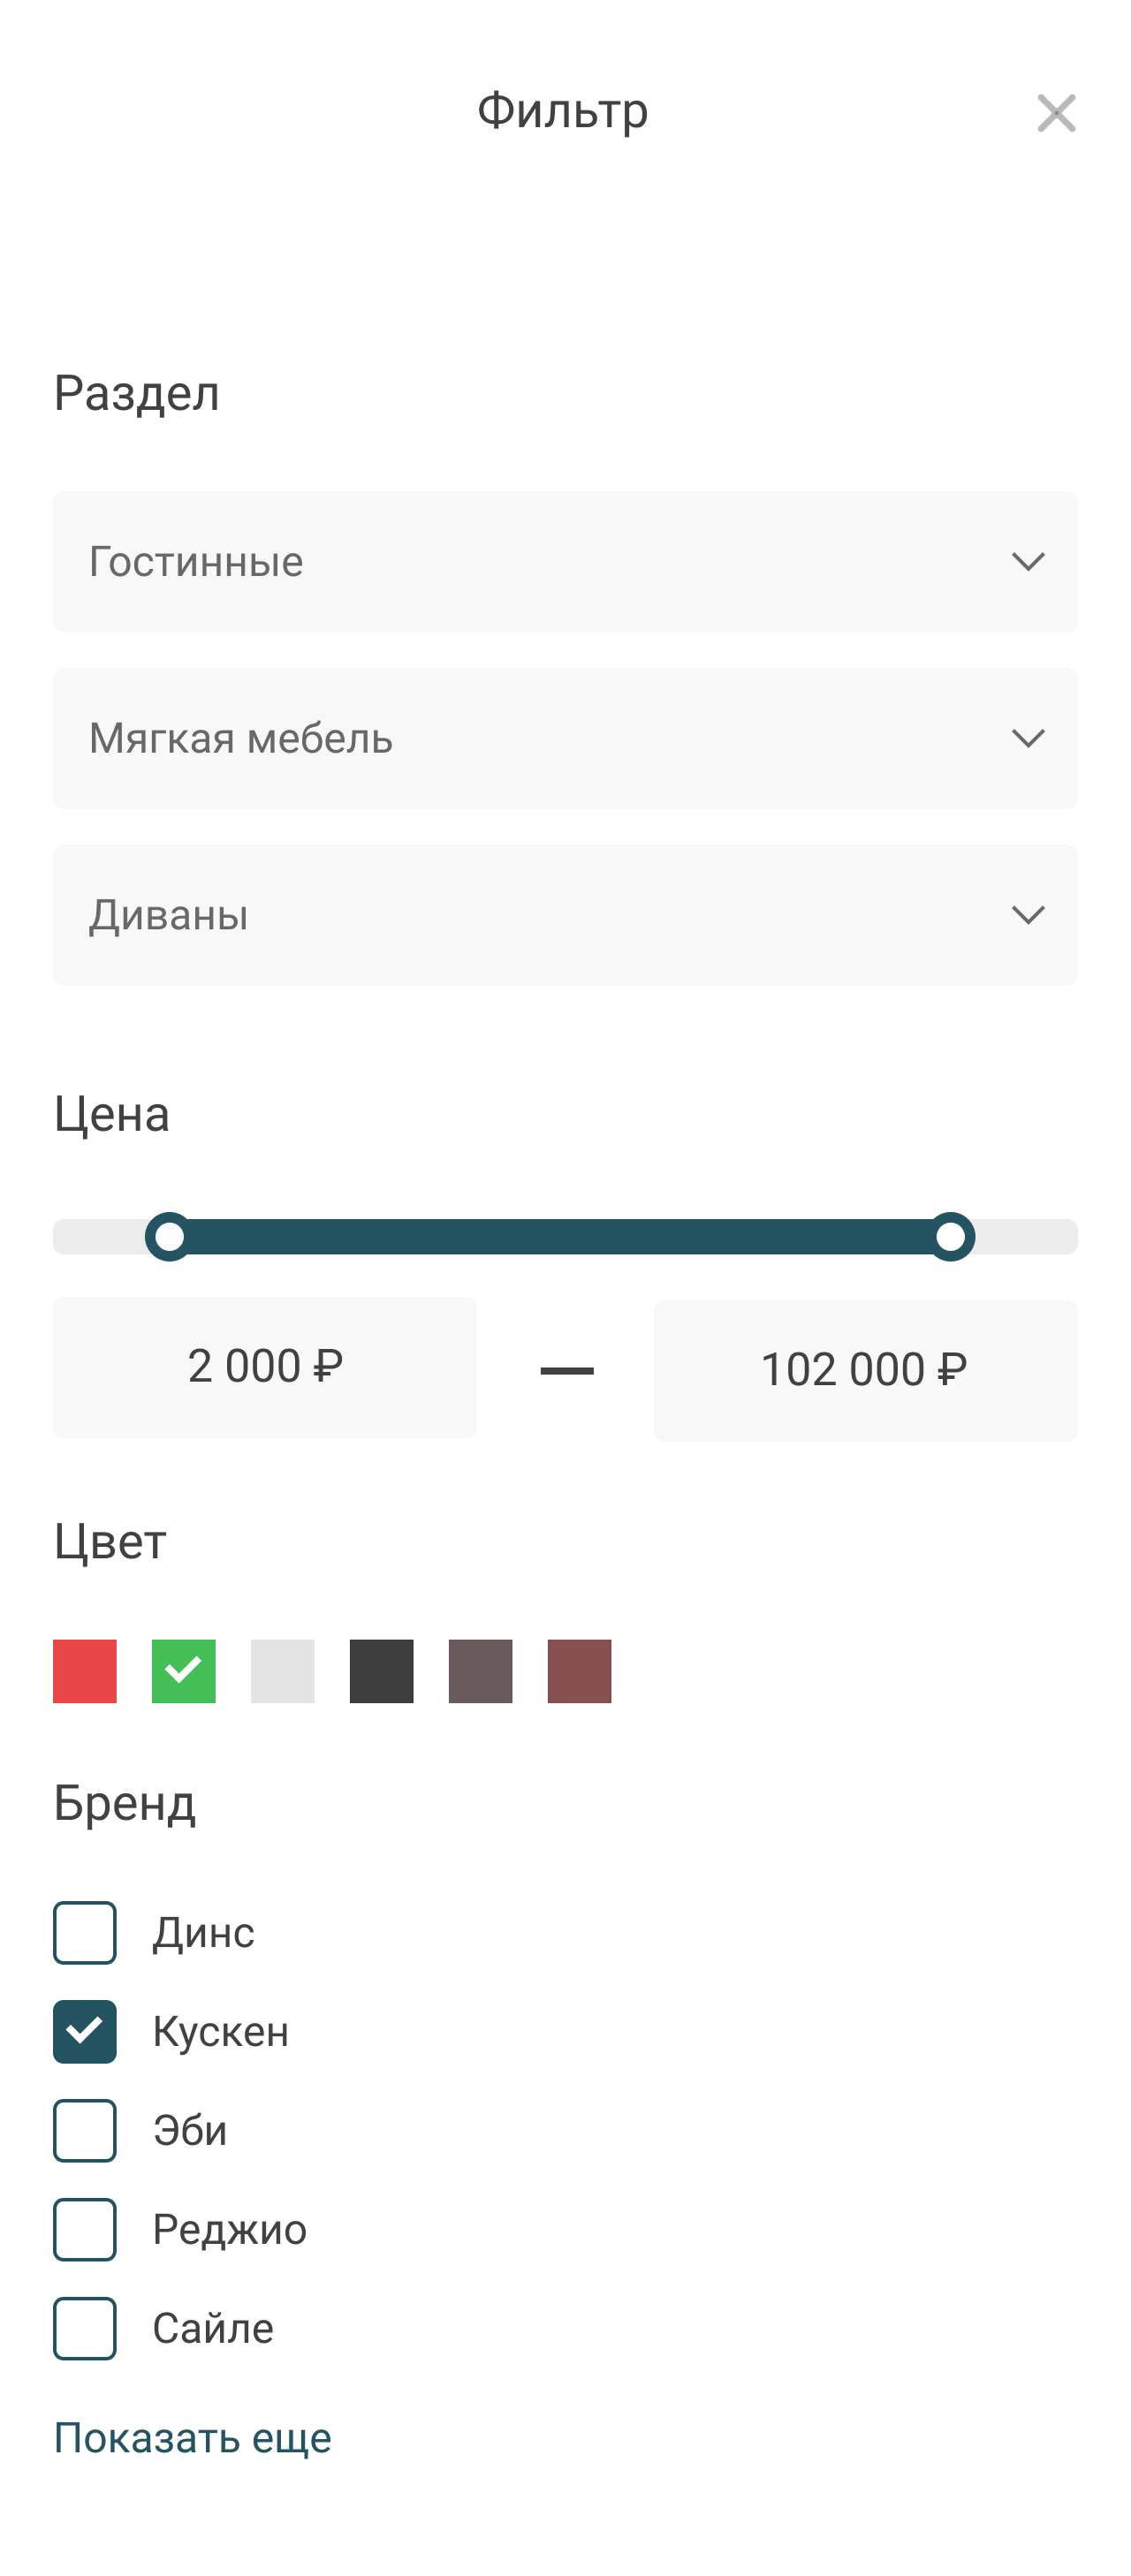 Фильтр
Раздел
Гостинные
Мягкая мебель
Диваны
Цена
2 000 ₽ — 102 000 ₽
Цвет
Бренд
Динс
Кускен
Эби
Реджио
Сайле
Показать еще